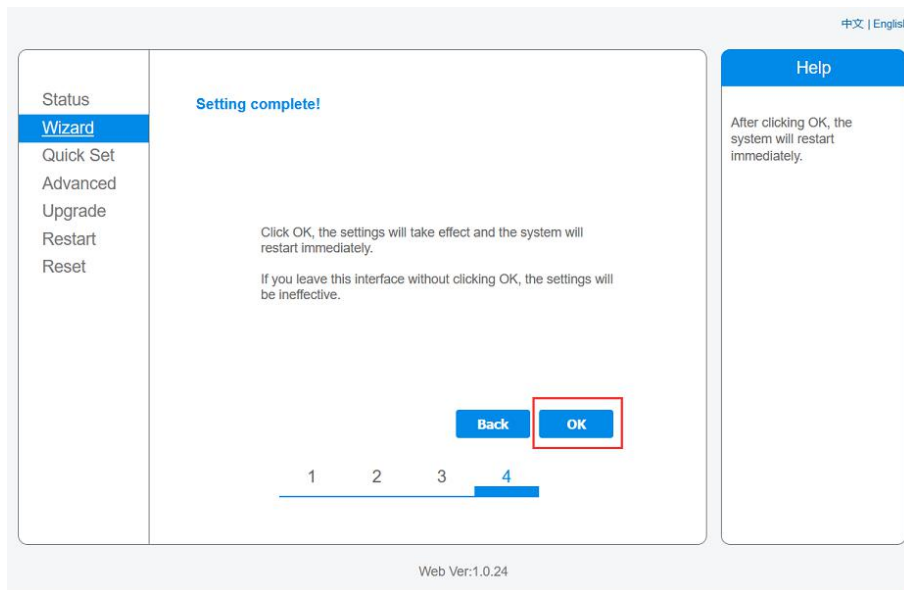 中文 | English
Help
Status
Wizard
Quick Set
Advanced
Upgrade
Restart
Reset
Setting complete!
Click OK, the settings will take effect and the system will
restart immediately.
If you leave this interface without clicking OK, the settings will
be ineffective.
Back
OK
1 2 3 4
After clicking OK, the
system will restart
immediately.
Web Ver:1.0.24